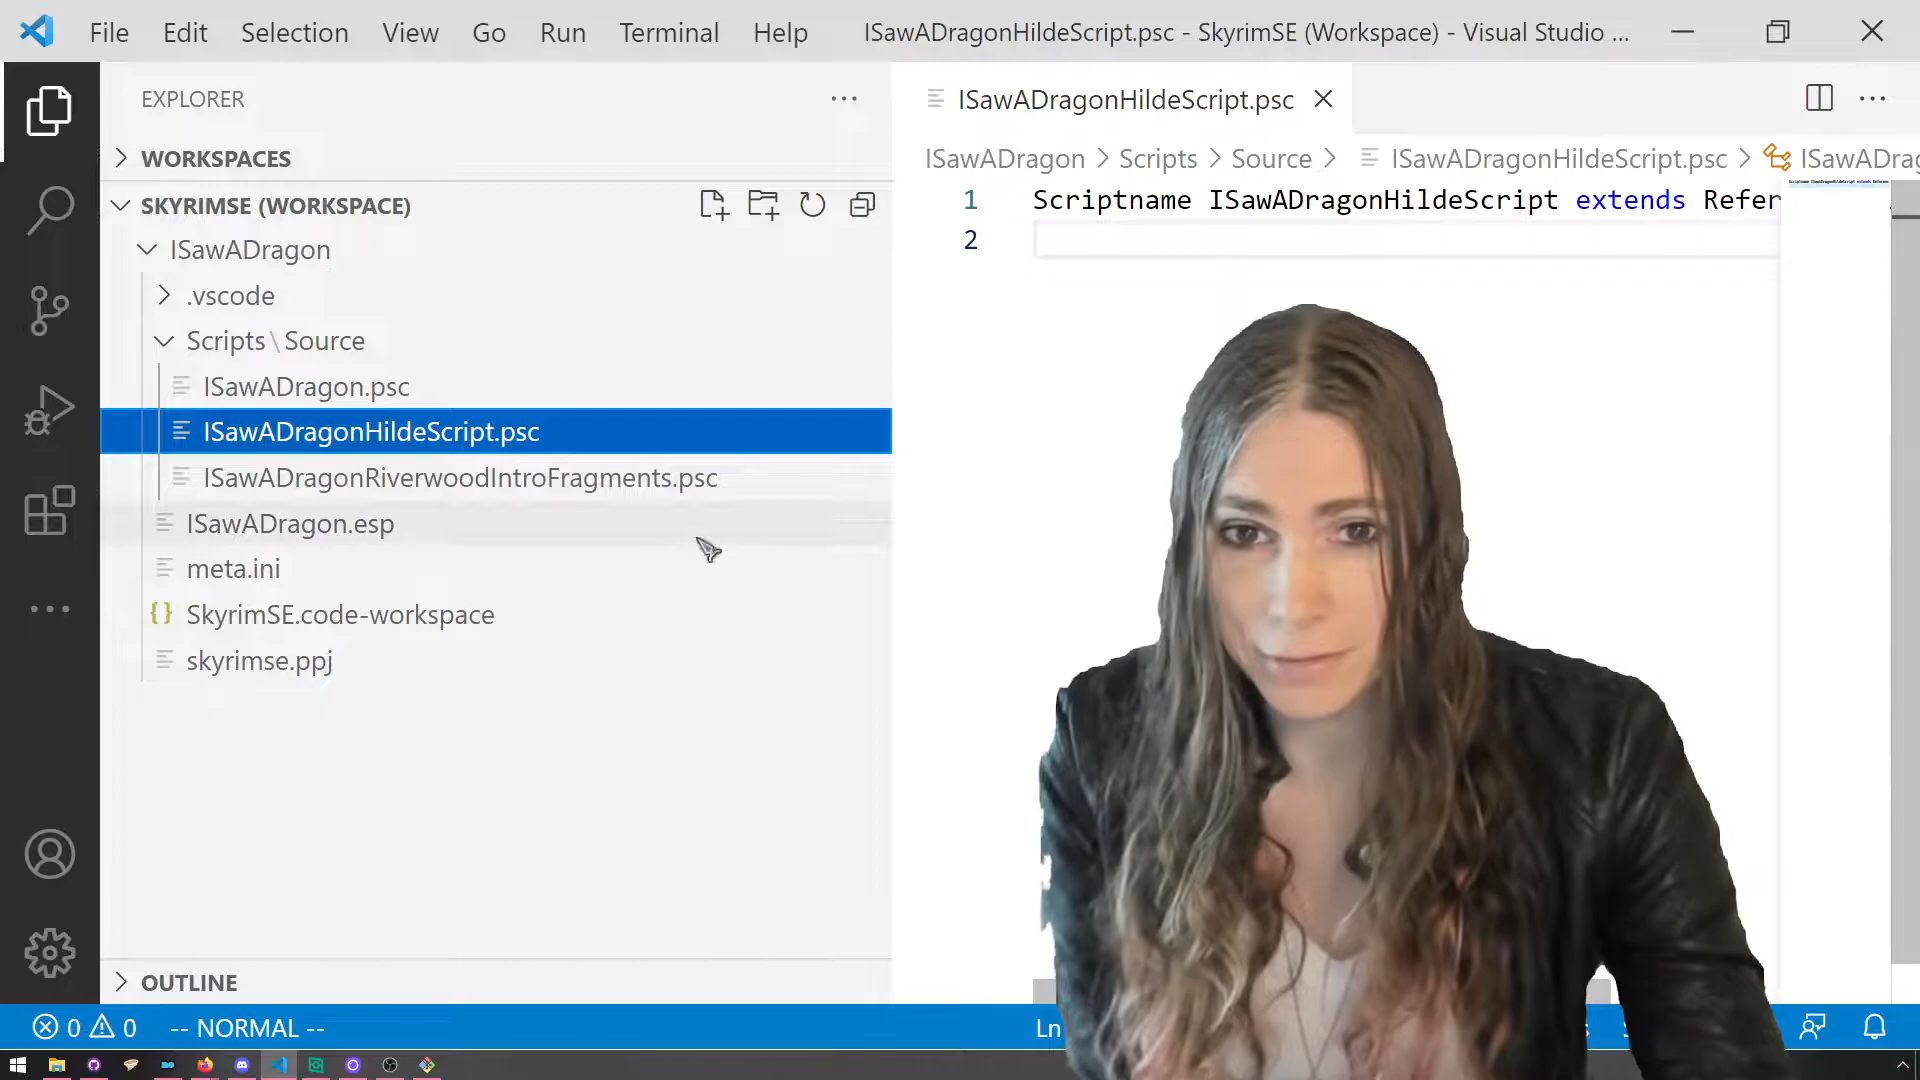 File Edit Selection View Go Run Terminal Help ISawADragonHildeScript.psc - SkyrimSE (Workspace) - Visual Studio ...
EXPLORER
WORKSPACES
SKYRIMSE (WORKSPACE)
ISawADragon
.vscode
Scripts\Source
ISawADragon.psc
ISawADragonHildeScript.psc
ISawADragonRiverwoodIntroFragments.psc
ISawADragon.esp
meta.ini
{} SkyrimSE.code-workspace
skyrimse.ppj
OUTLINE
ISawADragonHildeScript.psc
ISawADragon > Scripts > Source > ISawADragonHildeScript.psc > ISawADrag
1 Scriptname ISawADragonHildeScript extends Refer
2
0 0 -- NORMAL -- Ln